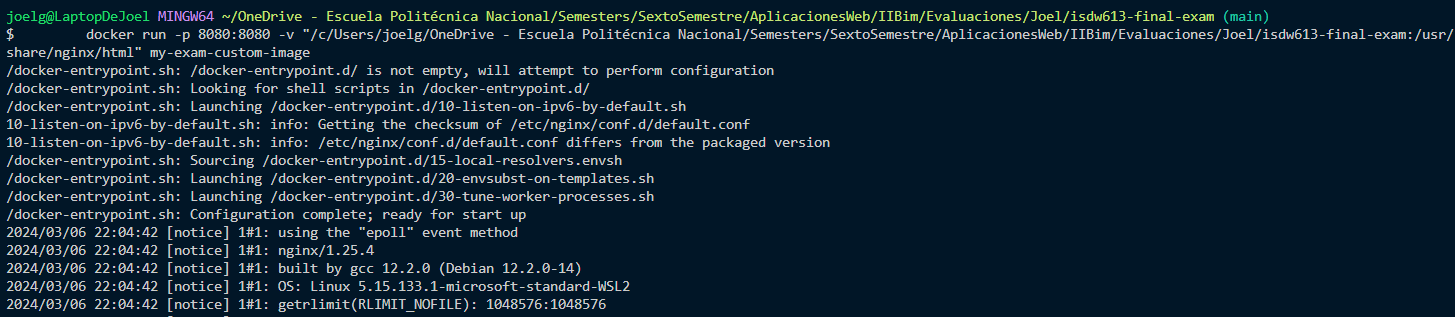 joelg@LaptopDeJoel MINGW64 ~/OneDrive - Escuela Politécnica Nacional/Semesters/SextoSemestre/AplicacionesWeb/IIBim/Evaluaciones/Joel/isdw613-final-exam (main)
$ docker run -p 8080:8080 -v "/c/Users/joelg/OneDrive - Escuela Politécnica Nacional/Semesters/SextoSemestre/AplicacionesWeb/IIBim/Evaluaciones/Joel/isdw613-final-exam:/usr/
share/nginx/html" my-exam-custom-image
/docker-entrypoint.sh: /docker-entrypoint.d/ is not empty, will attempt to perform configuration
/docker-entrypoint.sh: Looking for shell scripts in /docker-entrypoint.d/
/docker-entrypoint.sh: Launching /docker-entrypoint.d/10-listen-on-ipv6-by-default.sh
10-listen-on-ipv6-by-default.sh: info: Getting the checksum of /etc/nginx/conf.d/default.conf
10-listen-on-ipv6-by-default.sh: info: /etc/nginx/conf.d/default.conf differs from the packaged version
/docker-entrypoint.sh: Sourcing /docker-entrypoint.d/15-local-resolvers.envsh
/docker-entrypoint.sh: Launching /docker-entrypoint.d/20-envsubst-on-templates.sh
/docker-entrypoint.sh: Launching /docker-entrypoint.d/30-tune-worker-processes.sh
/docker-entrypoint.sh: Configuration complete; ready for start up
2024/03/06 22:04:42 [notice] 1#1: using the "epoll" event method
2024/03/06 22:04:42 [notice] 1#1: nginx/1.25.4
2024/03/06 22:04:42 [notice] 1#1: built by gcc 12.2.0 (Debian 12.2.0-14)
2024/03/06 22:04:42 [notice] 1#1: OS: Linux 5.15.133.1-microsoft-standard-WSL2
2024/03/06 22:04:42 [notice] 1#1: getrlimit(RLIMIT_NOFILE): 1048576:1048576